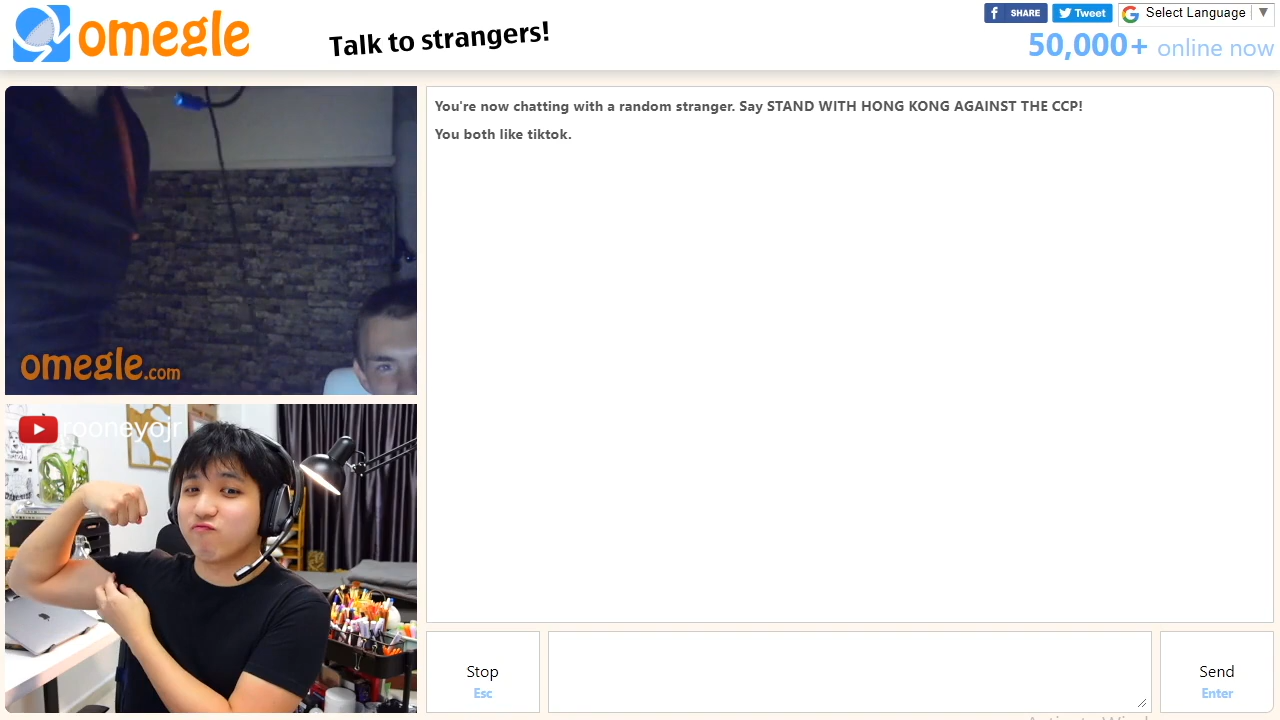 omegle
Talk to strangers!
SHARE
Tweet
Select Language
50,000+ online now
You're now chatting with a random stranger. Say STAND WITH HONG KONG AGAINST THE CCP!
You both like tiktok.
omegle.com
rooneyojr
Stop
Esc
Send
Enter